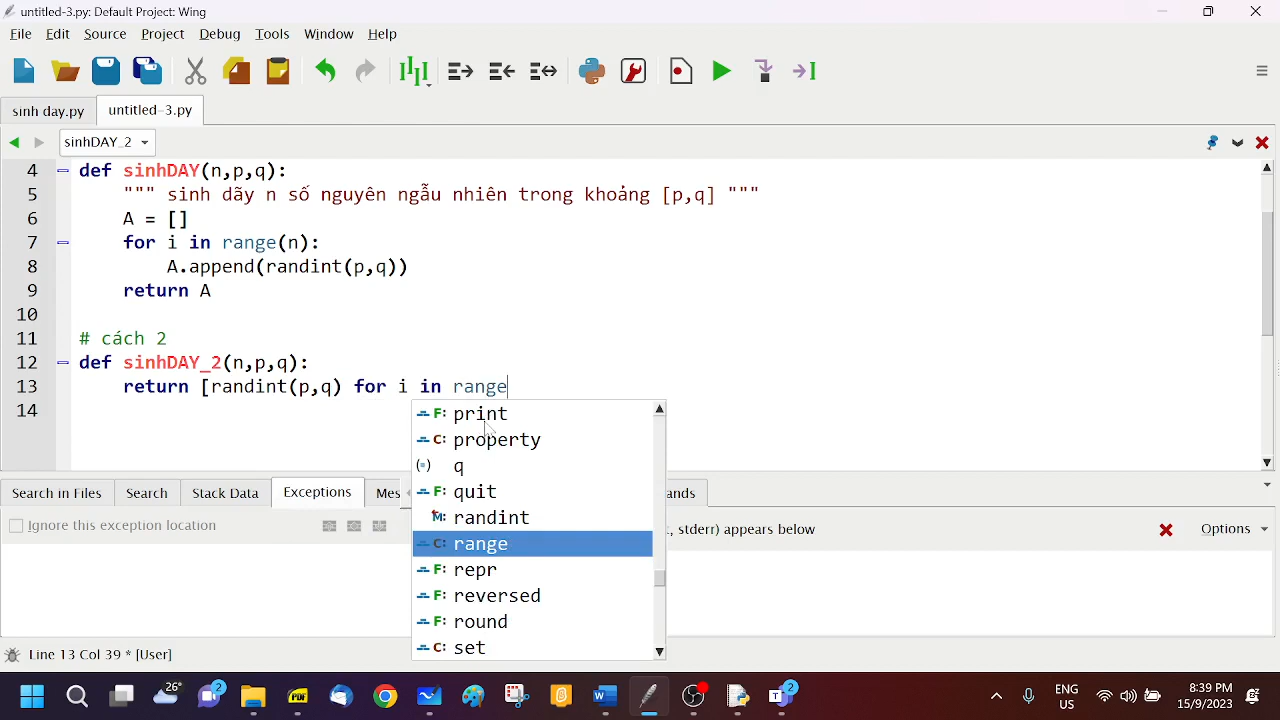 untitled-3.py: Default Project: Wing
File Edit Source Project Debug Tools Window Help
sinh day.py untitled-3.py
sinhDAY_2
4 def sinhDAY(n,p,q):
5 """ sinh dãy n số nguyên ngẫu nhiên trong khoảng [p,q] """
6 A = []
7 for i in range(n):
8 A.append(randint(p,q))
9 return A
10
11 # cách 2
12 def sinhDAY_2(n,p,q):
13 return [randint(p,q) for i in range
14
F: print
C: property
(=) q
F: quit
M: randint
C: range
F: repr
F: reversed
F: round
C: set
Search in Files Search Stack Data Exceptions Mes ands
Ignore this exception location
, stderr) appears below
Options
Line 13 Col 39 * [User]
26°
2
PDF
2
ENG
US
8:39 PM
15/9/2023